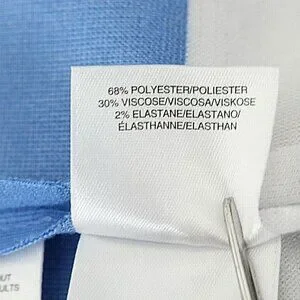 68% POLYESTER/POLIESTER
30% VISCOSE/VISCOSA/VISKOSE
2% ELASTANE/ELASTANO/
ÉLASTHANNE/ELASTHAN